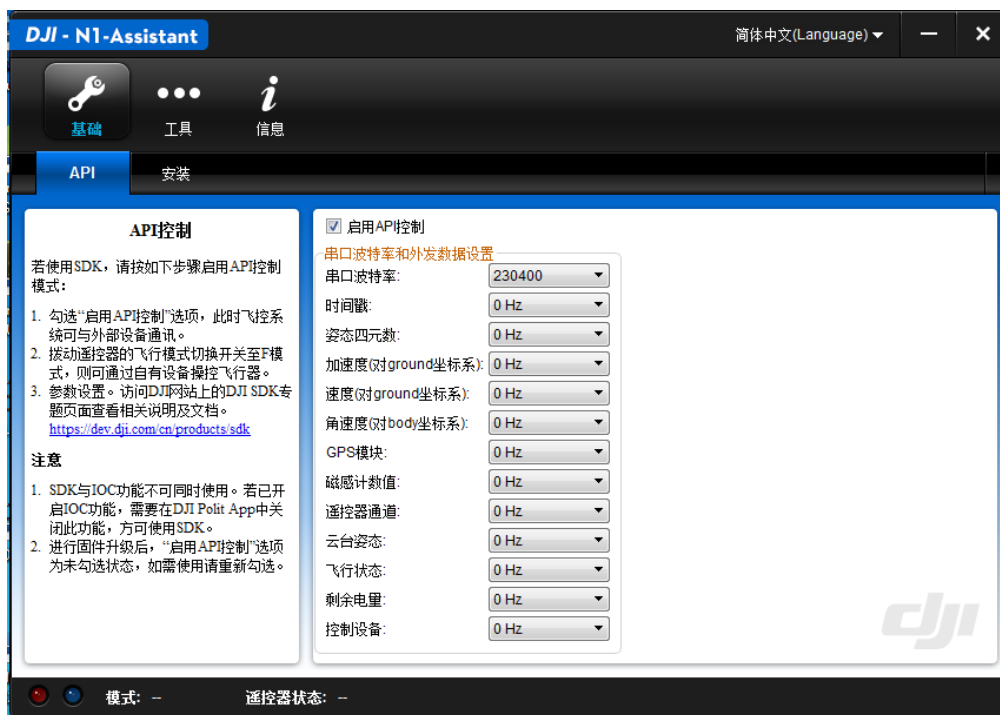 DJI - N1-Assistant
简体中文(Language)
基础
工具
信息
API
安装
API控制
若使用SDK，请按如下步骤启用API控制
模式：
1. 勾选“启用API控制”选项，此时飞控系
统可与外部设备通讯。
2. 拨动遥控器的飞行模式切换开关至F模
式，则可通过自有设备操控飞行器。
3. 参数设置。访问DJI网站上的DJI SDK专
题页面查看相关说明及文档。
https://dev.dji.com/cn/products/sdk
注意
1. SDK与IOC功能不可同时使用。若已开
启IOC功能，需要在DJI Polit App中关
闭此功能，方可使用SDK。
2. 进行固件升级后，“启用API控制”选项
为未勾选状态，如需使用请重新勾选。
启用API控制
串口波特率和外发数据设置
串口波特率: 230400
时间戳: 0 Hz
姿态四元数: 0 Hz
加速度(对ground坐标系): 0 Hz
速度(对ground坐标系): 0 Hz
角速度(对body坐标系): 0 Hz
GPS模块: 0 Hz
磁感计数值: 0 Hz
遥控器通道: 0 Hz
云台姿态: 0 Hz
飞行状态: 0 Hz
剩余电量: 0 Hz
控制设备: 0 Hz
dji
模式: -- 遥控器状态: --